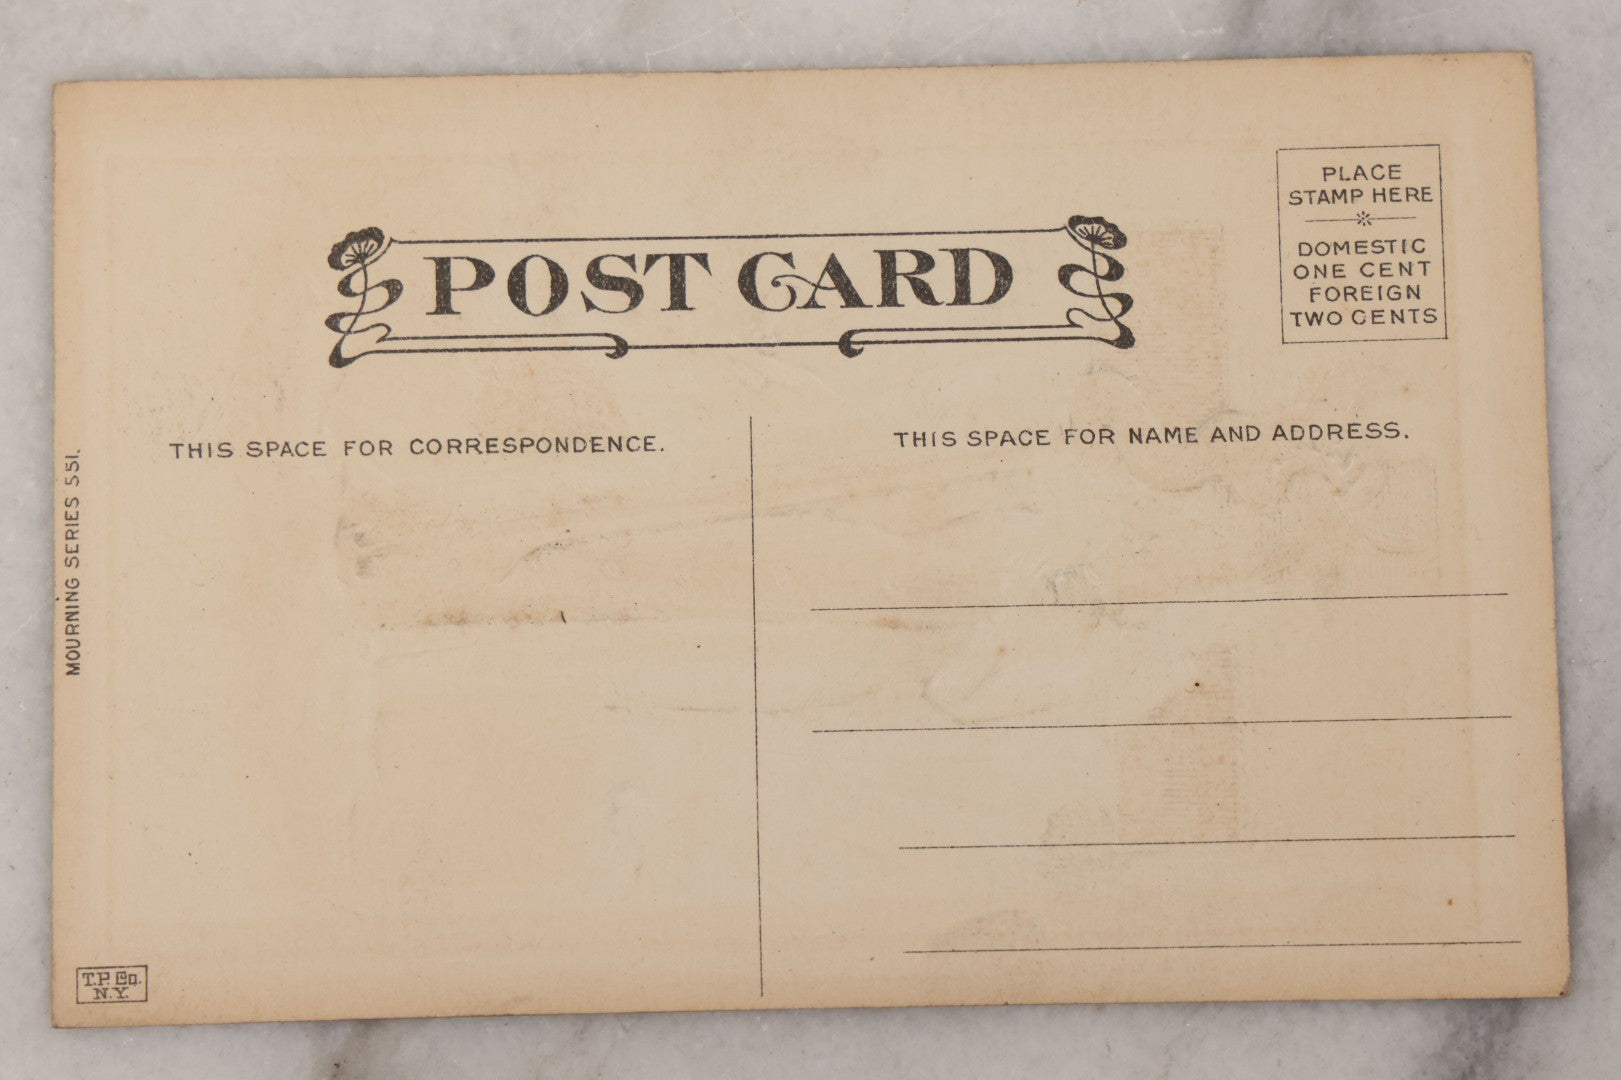 POST CARD
PLACE
STAMP HERE
DOMESTIC
ONE CENT
FOREIGN
TWO CENTS
THIS SPACE FOR CORRESPONDENCE.
THIS SPACE FOR NAME AND ADDRESS.
MOURNING SERIES 551.
T.P. Co.
N.Y.